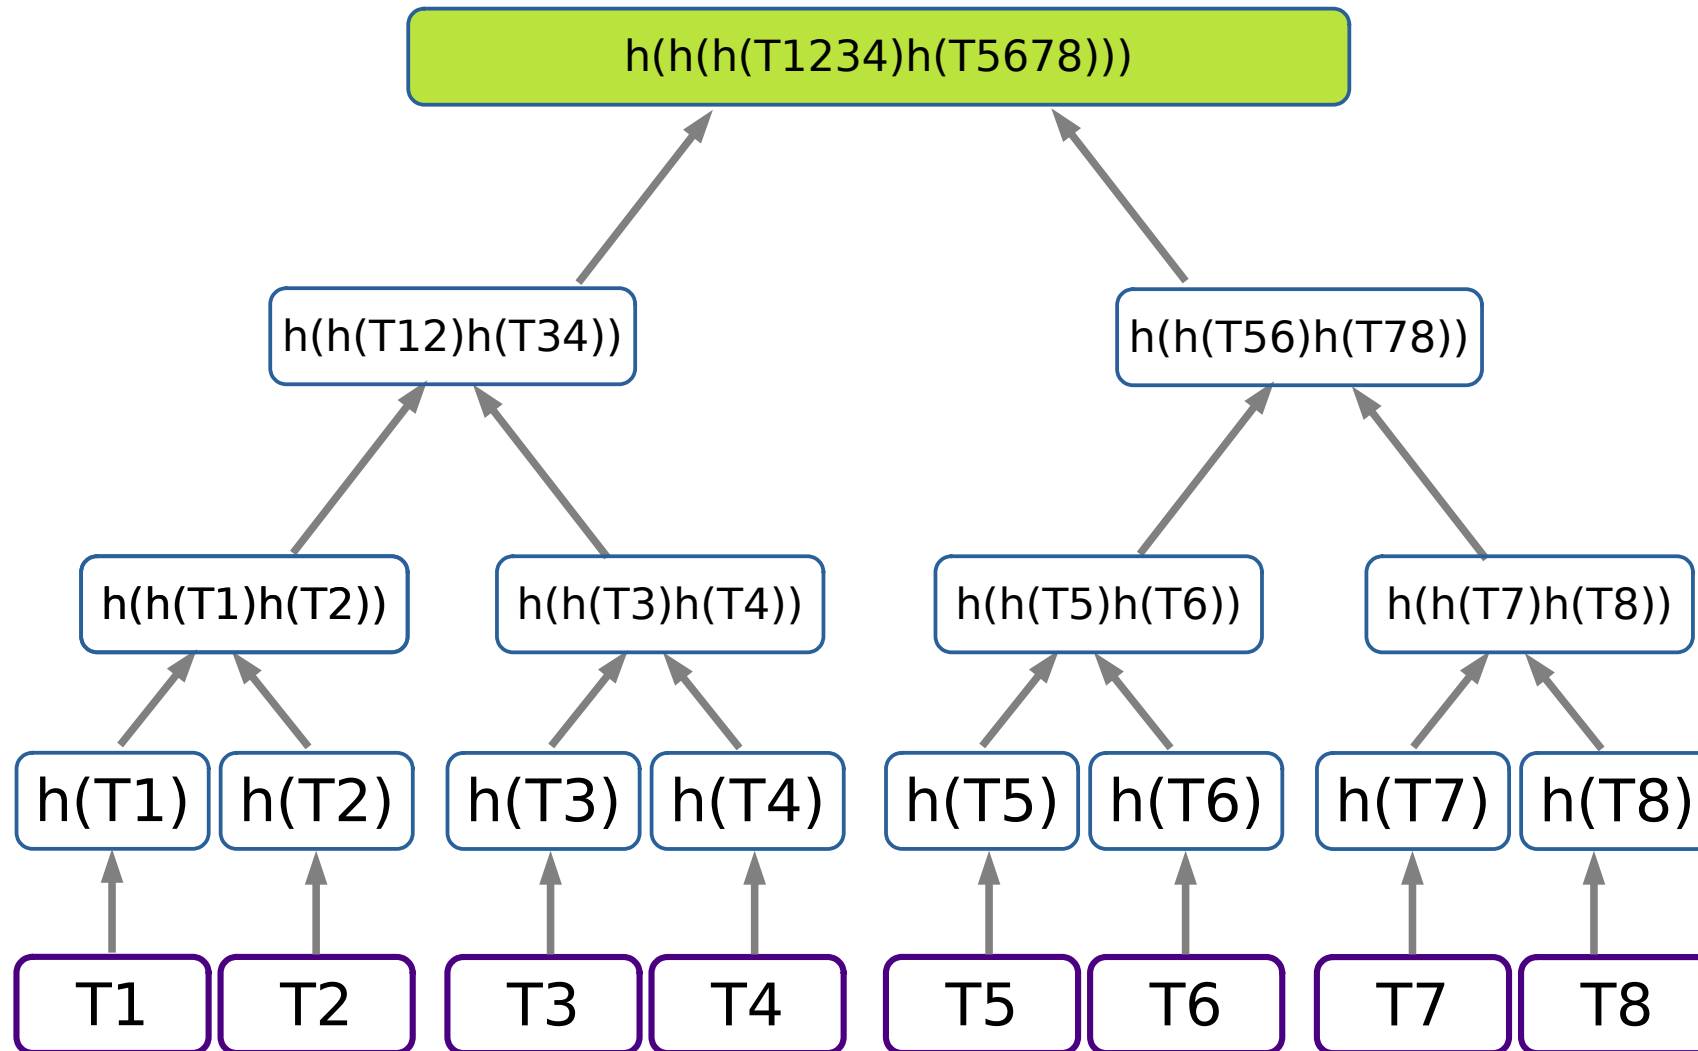 h(h(h(T1234)h(T5678)))
h(h(T12)h(T34))
h(h(T56)h(T78))
h(h(T1)h(T2))
h(h(T3)h(T4))
h(h(T5)h(T6))
h(h(T7)h(T8))
h(T1)
h(T2)
h(T3)
h(T4)
h(T5)
h(T6)
h(T7)
h(T8)
T1
T2
T3
T4
T5
T6
T7
T8